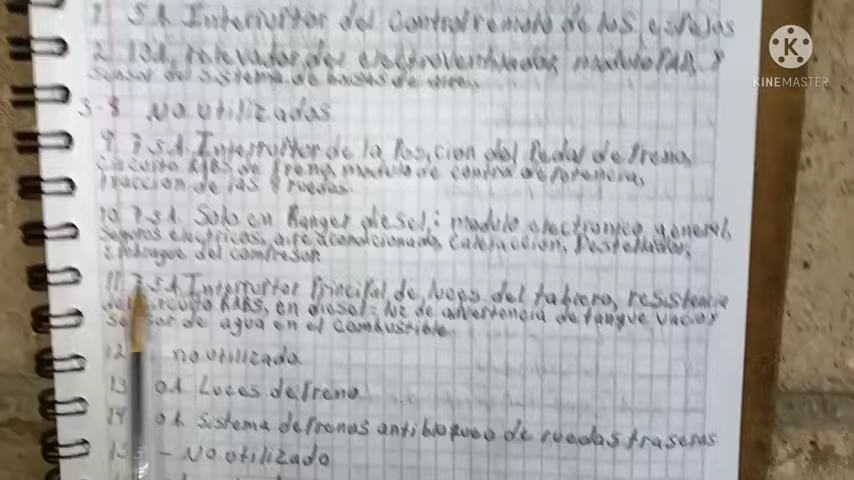 1 5A Interruptor del Control remoto de los espejos
2 10A, relevador del electroventilador, modulo PAD, y
sensor del sistema de bolsas de aire.
3-8 No utilizados
9 7.5A. Interruptor de la Posicion del Pedal de freno,
Circuito RABS de freno, modulo de control de potencia,
traccion de las 4 ruedas.
10. 7.5A. Solo en Ranger diesel: modulo electronico general,
Seguros electricos, aire acondicionado, Calefaccion, Destellador,
Embrague del compresor.
11. 7.5A Interruptor Principal de luces del tablero, resistencia
del circuito RABS, en diesel: luz de advertencia de tanque vacio y
Sensor de agua en el combustible.
12 no utilizado.
13 0A Luces de freno
14 0A Sistema de frenos antibloqueo de ruedas traseras
15 - No utilizado
KINEMASTER